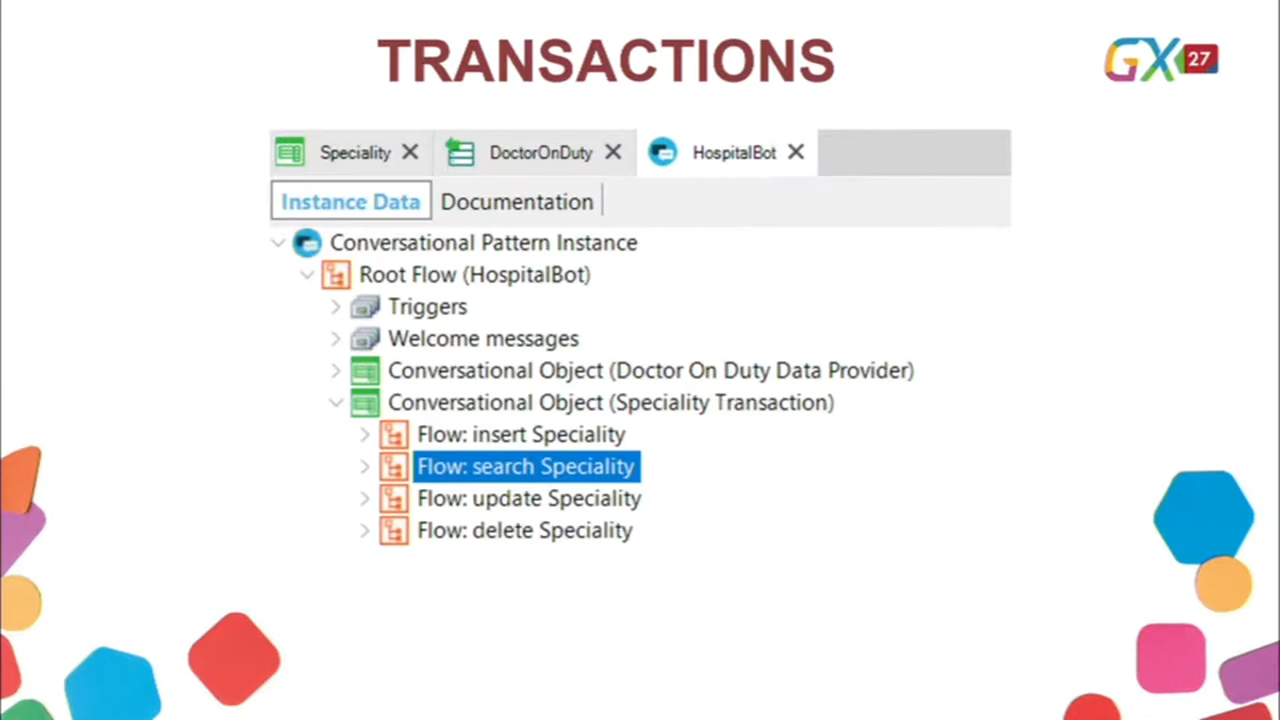 TRANSACTIONS
GX 27
Speciality DoctorOnDuty HospitalBot
Instance Data Documentation
Conversational Pattern Instance
Root Flow (HospitalBot)
Triggers
Welcome messages
Conversational Object (Doctor On Duty Data Provider)
Conversational Object (Speciality Transaction)
Flow: insert Speciality
Flow: search Speciality
Flow: update Speciality
Flow: delete Speciality